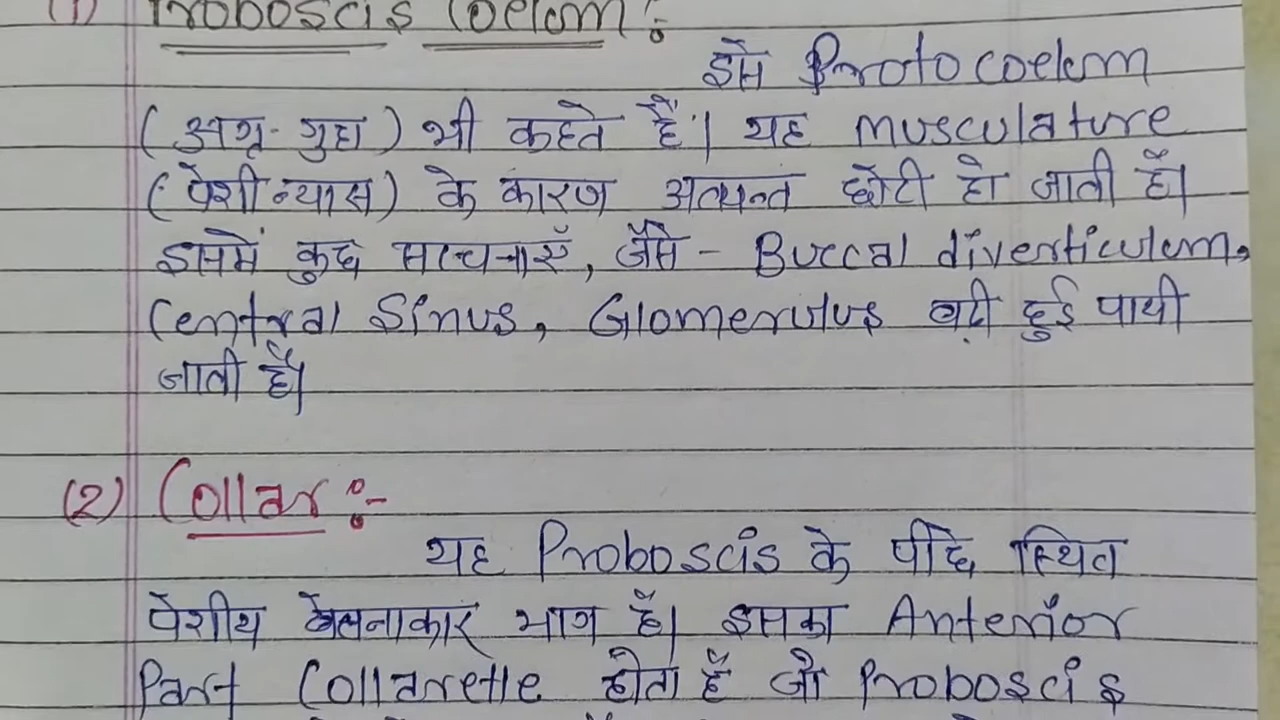 (1) Proboscis Coelom :
इसे Protocoelom
(अग्र-गुहा) भी कहते हैं। यह musculature
(पेशीन्यास) के कारण अत्यन्त छोटी हो जाती है।
इसमें कुछ संरचनाएँ, जैसे - Buccal diverticulum,
Central Sinus, Glomerulus बढ़ी हुई पायी
जाती हैं।
(2) Collar :-
यह Proboscis के पीछे स्थित
पेशीय बेलनाकार भाग है। इसका Anterior
Part Collarette होता है जो Proboscis